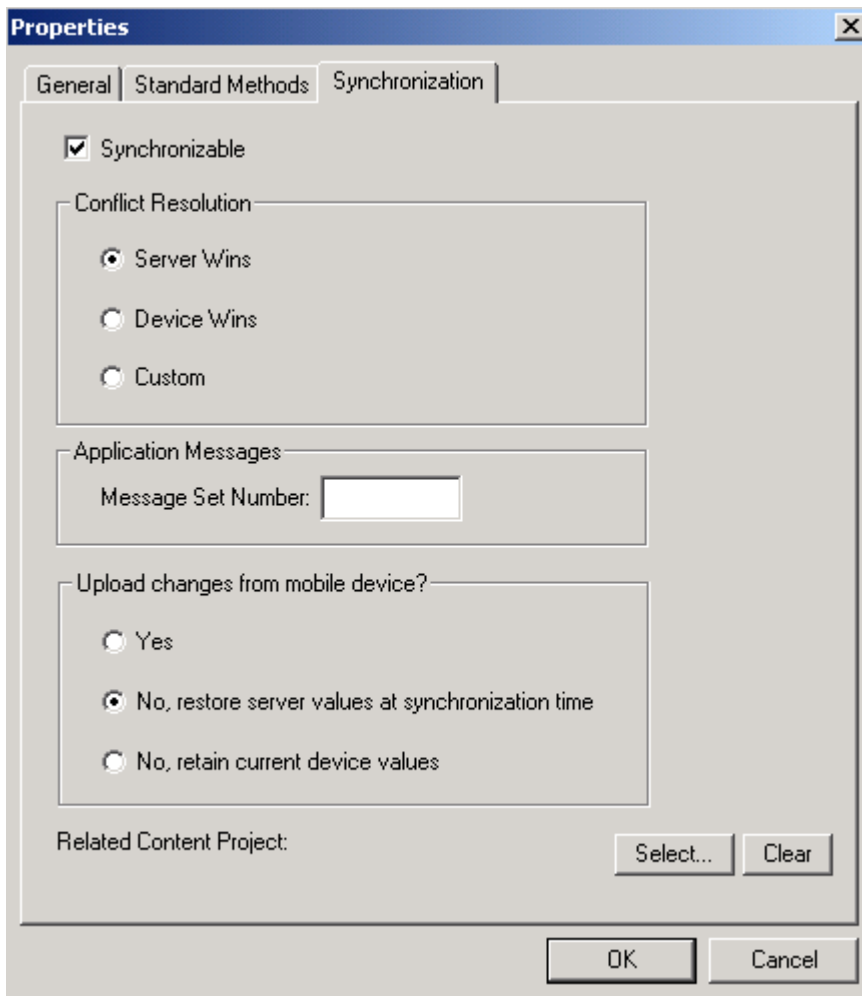 Properties
General
Standard Methods
Synchronization
Synchronizable
Conflict Resolution
Server Wins
Device Wins
Custom
Application Messages
Message Set Number:
Upload changes from mobile device?
Yes
No, restore server values at synchronization time
No, retain current device values
Related Content Project:
Select...
Clear
OK
Cancel